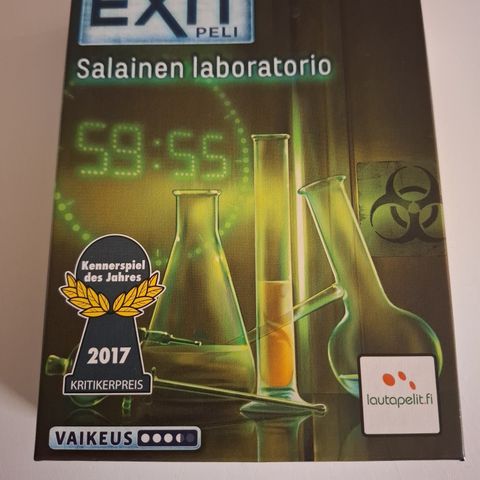 EXIT
PELI
Salainen laboratorio
59:55
Kennerspiel
des Jahres
2017
KRITIKERPREIS
lautapelit.fi
VAIKEUS